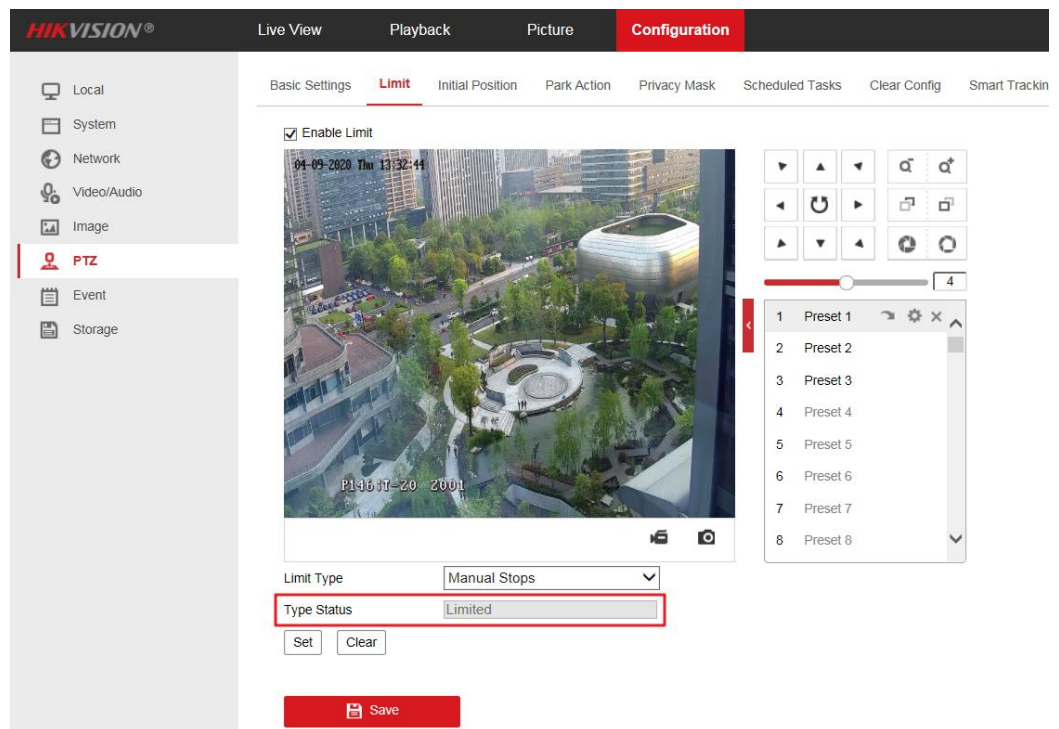 HIKVISION®
Live View Playback Picture Configuration
Local
System
Network
Video/Audio
Image
PTZ
Event
Storage
Basic Settings Limit Initial Position Park Action Privacy Mask Scheduled Tasks Clear Config Smart Trackin
Enable Limit
04-09-2020 Thu 13:32:44
2001
4
1 Preset 1
2 Preset 2
3 Preset 3
4 Preset 4
5 Preset 5
6 Preset 6
7 Preset 7
8 Preset 8
Limit Type Manual Stops
Type Status Limited
Set Clear
Save